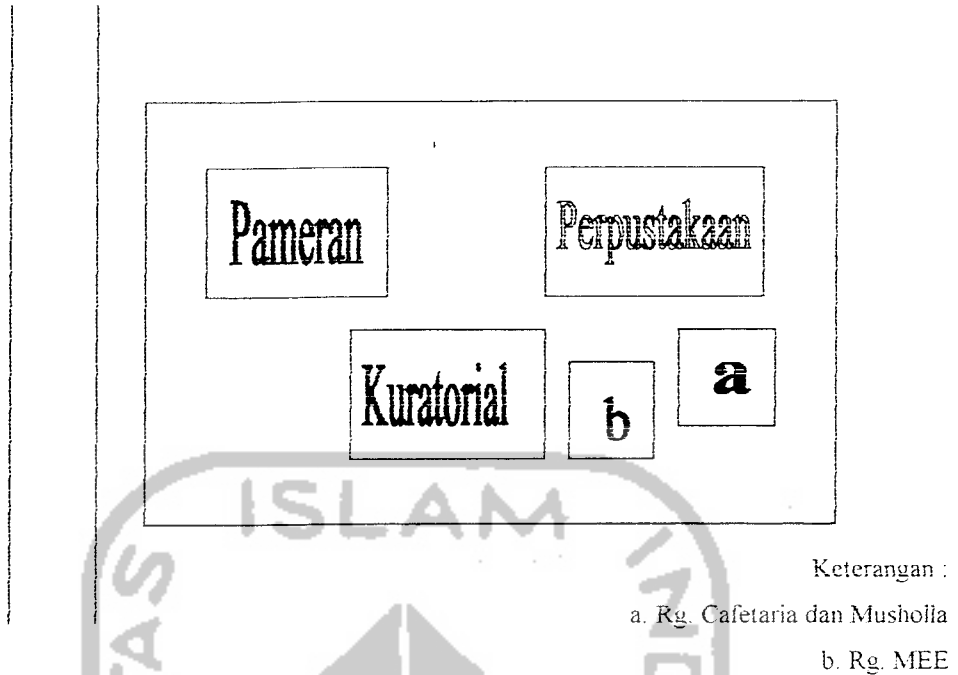 Pameran
Perpustakaan
Kuratorial
b
a
ISLAM
Keterangan :
a. Rg. Cafetaria dan Musholla
b. Rg. MEE